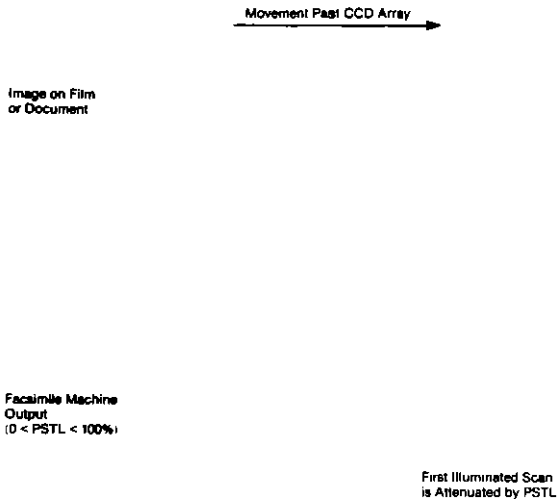 Movement Past CCD Array
Image on Film
or Document
Facsimile Machine
Output
(0 < PSTL < 100%)
First Illuminated Scan
is Attenuated by PSTL